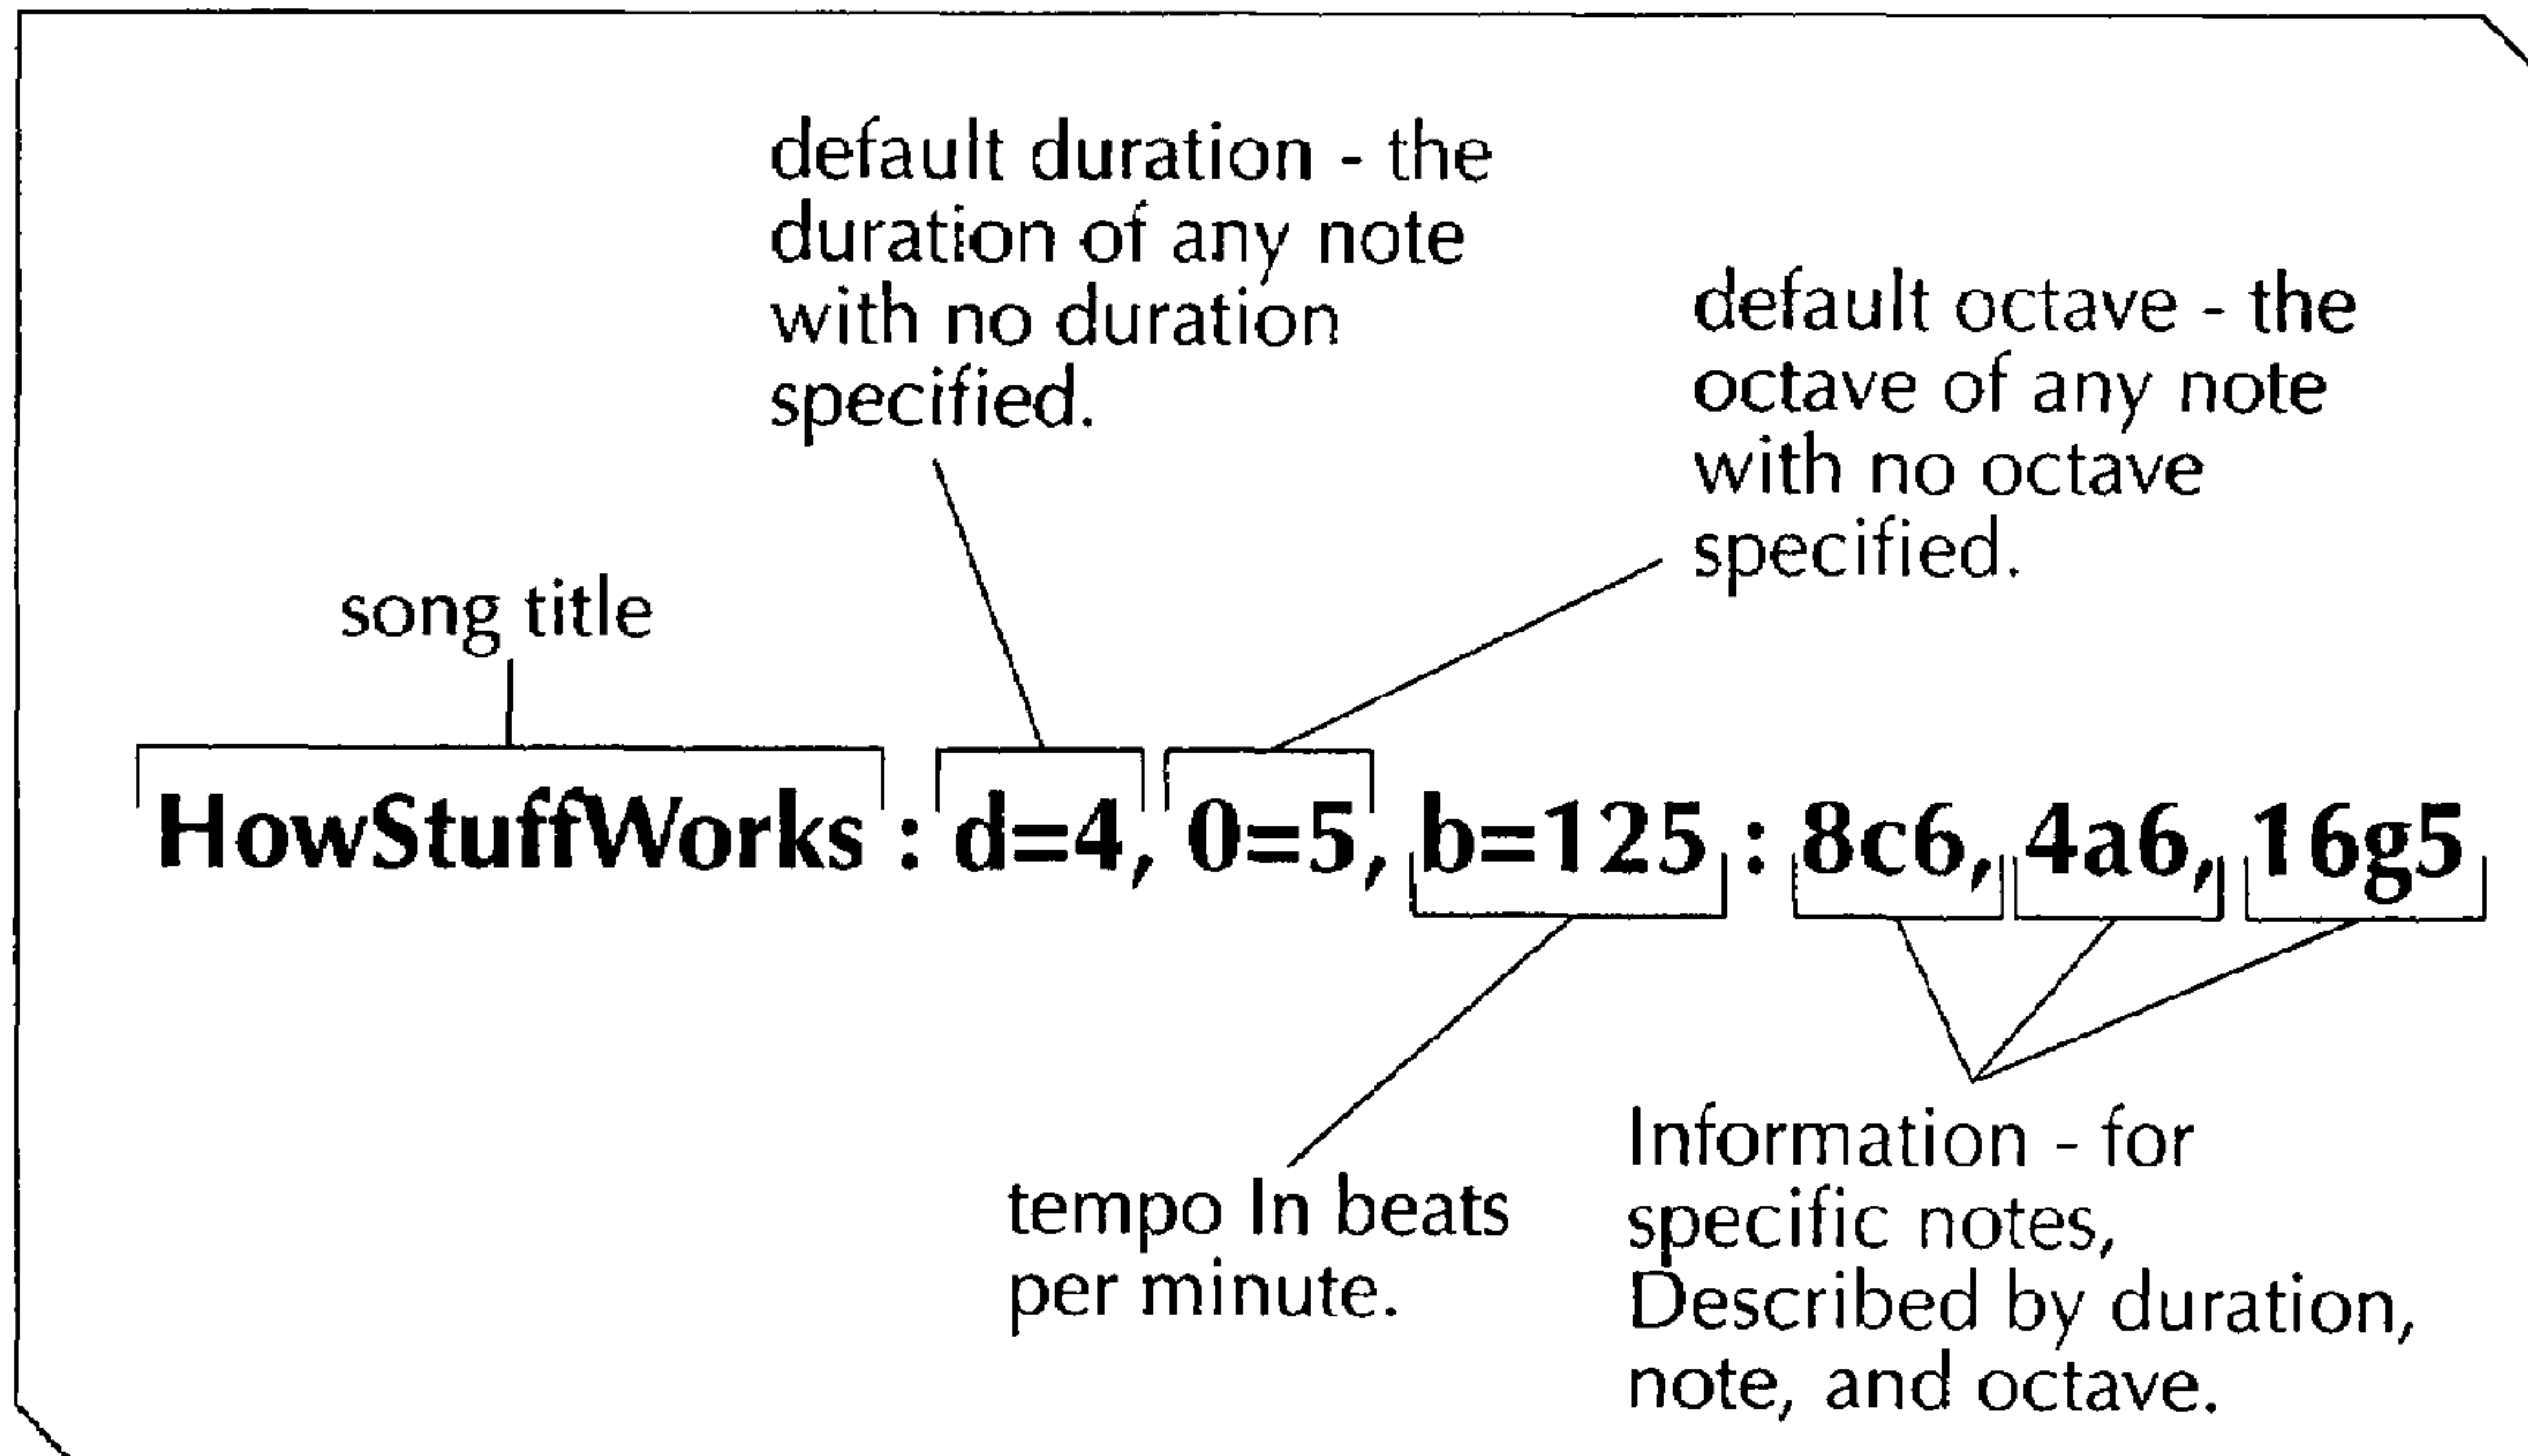 default duration - the
duration of any note
with no duration
specified.
default octave - the
octave of any note
with no octave
specified.
song title
HowStuffWorks : d=4, 0=5, b=125 : 8c6, 4a6, 16g5
tempo In beats
per minute.
Information - for
specific notes,
Described by duration,
note, and octave.